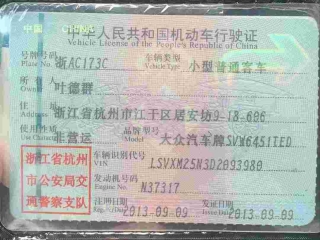 中国 CHINA
中华人民共和国机动车行驶证
Vehicle License of the People's Republic of China
号牌号码 浙AC173C 车辆类型 小型普通客车
Plate No. Vehicle Type
所有人 叶德群
Owner
住址 浙江省杭州市江干区居安坊9-1-8-606
Address
使用性质 非营运 品牌型号 大众汽车牌SVW6451TED
Use Character Model
浙江省杭州 车辆识别代号 LSVXM25N3D2093980
VIN
市公安局交 发动机号码 N37317
Engine No.
通警察支队 注册日期 2013-09-09 发证日期 2013-09-09
Register Date Issue Date